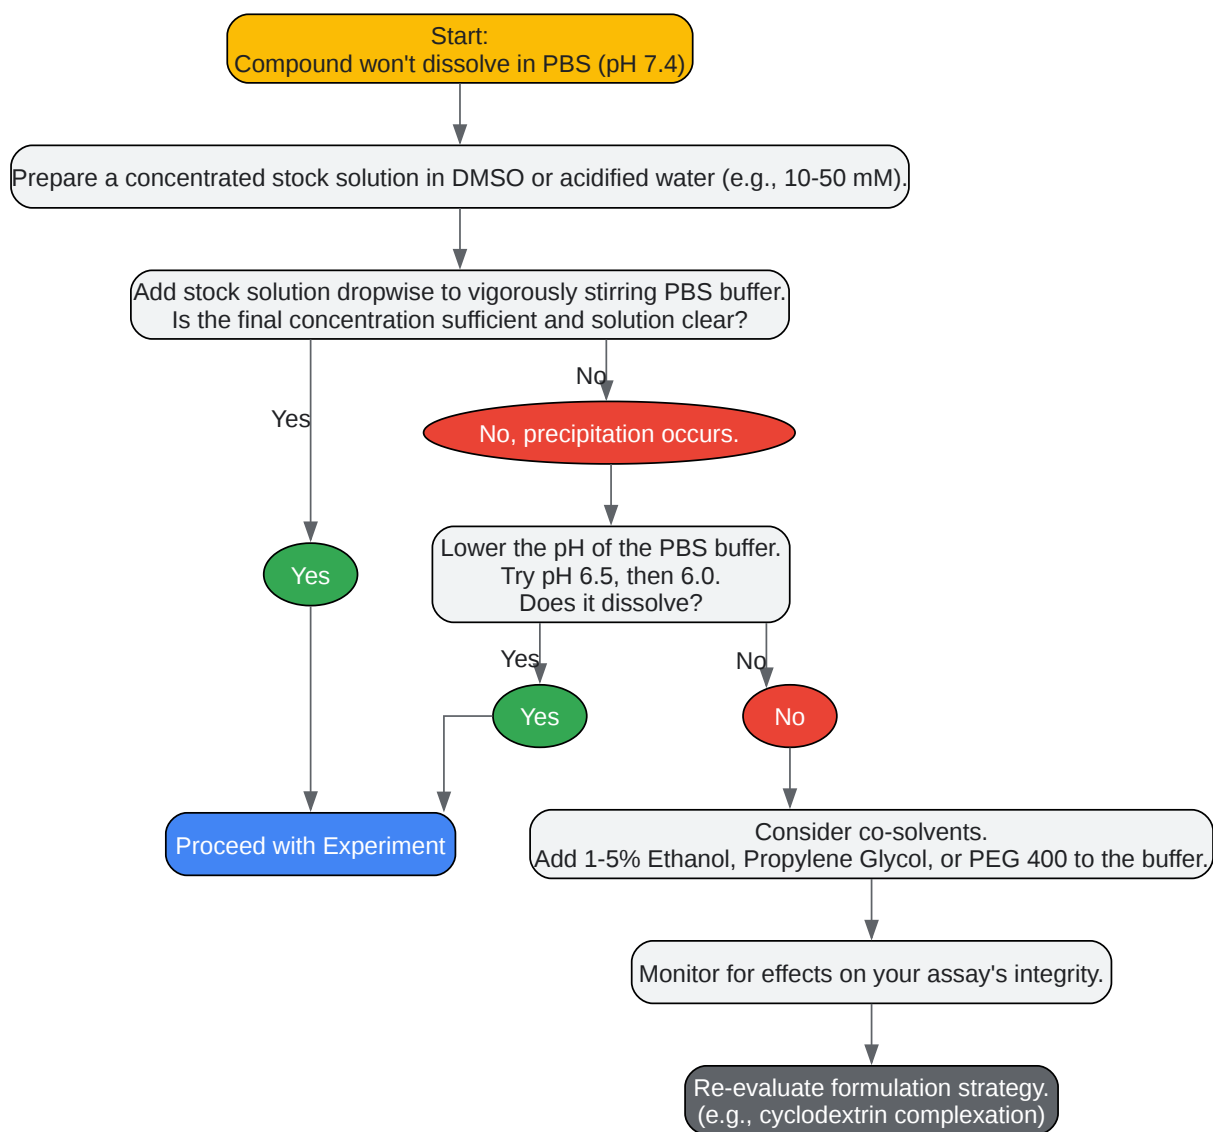 Start:
Compound won't dissolve in PBS (pH 7.4)
Prepare a concentrated stock solution in DMSO or acidified water (e.g., 10-50 mM).
Add stock solution dropwise to vigorously stirring PBS buffer.
Is the final concentration sufficient and solution clear?
No
Yes
No, precipitation occurs.
Lower the pH of the PBS buffer.
Try pH 6.5, then 6.0.
Does it dissolve?
Yes
Yes
No
Yes
No
Proceed with Experiment
Consider co-solvents.
Add 1-5% Ethanol, Propylene Glycol, or PEG 400 to the buffer.
Monitor for effects on your assay's integrity.
Re-evaluate formulation strategy.
(e.g., cyclodextrin complexation)